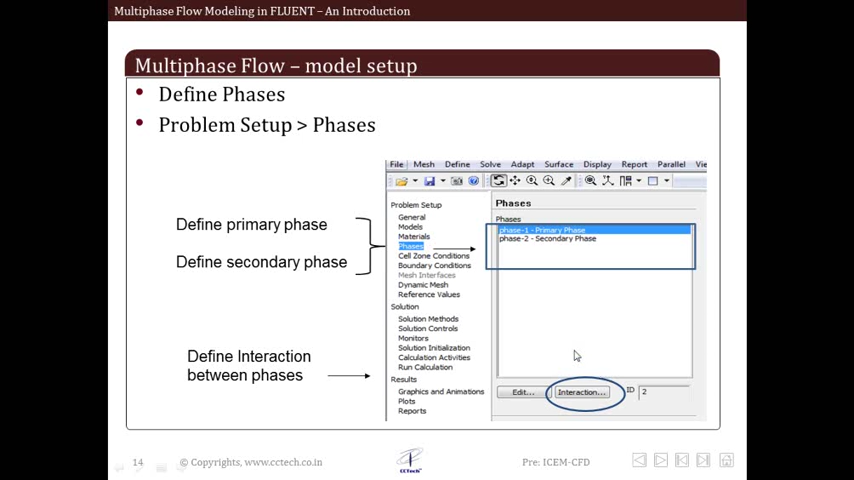 Multiphase Flow Modeling in FLUENT – An Introduction
Multiphase Flow – model setup
• Define Phases
• Problem Setup > Phases
Define primary phase
Define secondary phase
Define Interaction
between phases
File Mesh Define Solve Adapt Surface Display Report Parallel Vi
Problem Setup
General
Models
Materials
Phases
Cell Zone Conditions
Boundary Conditions
Mesh Interfaces
Dynamic Mesh
Reference Values
Solution
Solution Methods
Solution Controls
Monitors
Solution Initialization
Calculation Activities
Run Calculation
Results
Graphics and Animations
Plots
Reports
Phases
Phases
phase-1 - Primary Phase
phase-2 - Secondary Phase
Edit... Interaction... ID 2
14 © Copyrights, www.cctech.co.in CCTech Pre: ICEM-CFD